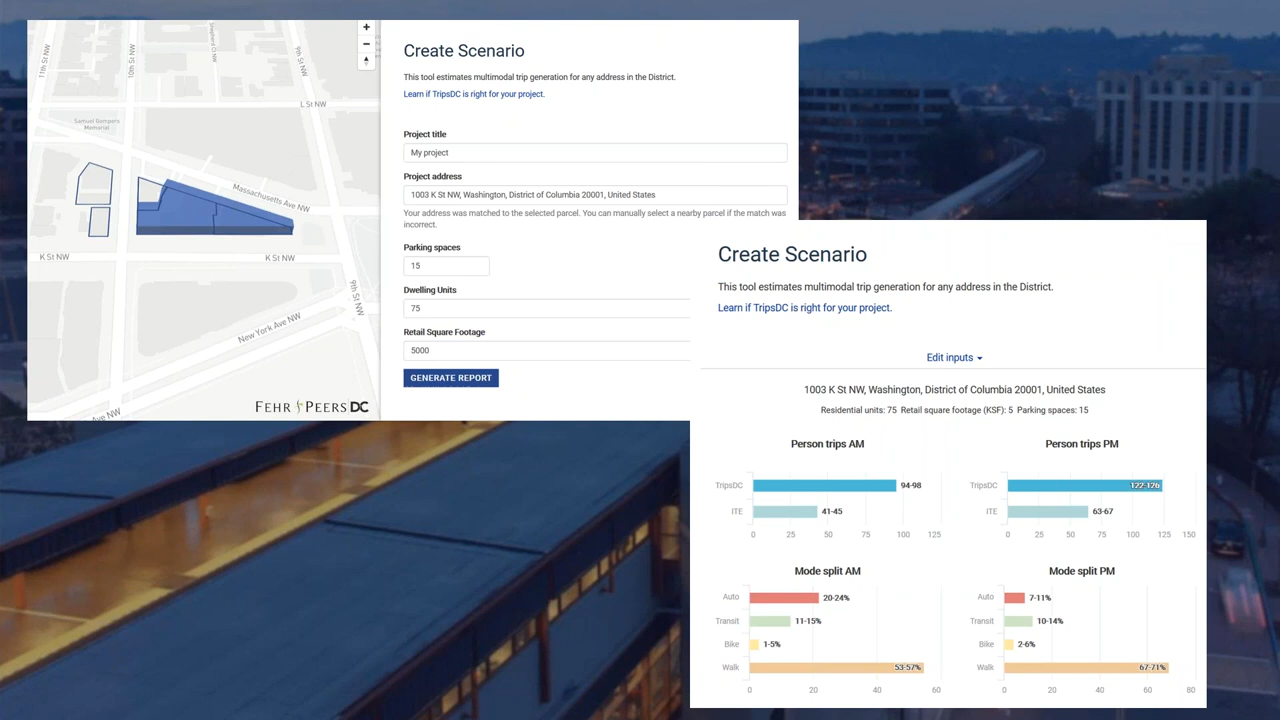 11th St NW
10th St NW
9th St NW
L St NW
Samuel Gompers
Memorial
Massachusetts Ave NW
K St NW
K St NW
9th St NW
New York Ave NW
Ave NW
FEHR PEERS DC
Create Scenario
This tool estimates multimodal trip generation for any address in the District.
Learn if TripsDC is right for your project.
Project title
My project
Project address
1003 K St NW, Washington, District of Columbia 20001, United States
Your address was matched to the selected parcel. You can manually select a nearby parcel if the match was
incorrect.
Parking spaces
15
Dwelling Units
75
Retail Square Footage
5000
GENERATE REPORT
Create Scenario
This tool estimates multimodal trip generation for any address in the District.
Learn if TripsDC is right for your project.
Edit inputs
1003 K St NW, Washington, District of Columbia 20001, United States
Residential units: 75 Retail square footage (KSF): 5 Parking spaces: 15
Person trips AM
TripsDC 94-98
ITE 41-45
0 25 50 75 100 125
Person trips PM
TripsDC 122-126
ITE 63-67
0 25 50 75 100 125 150
Mode split AM
Auto 20-24%
Transit 11-15%
Bike 1-5%
Walk 53-57%
0 20 40 60
Mode split PM
Auto 7-11%
Transit 10-14%
Bike 2-6%
Walk 67-71%
0 20 40 60 80